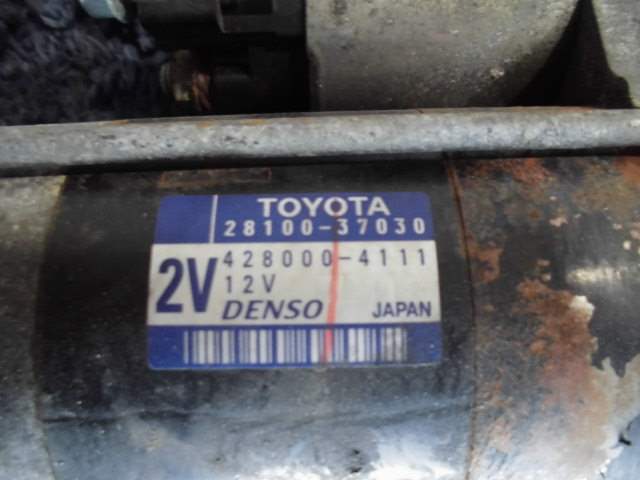 TOYOTA
28100-37030
2V
428000-4111
12V
DENSO JAPAN